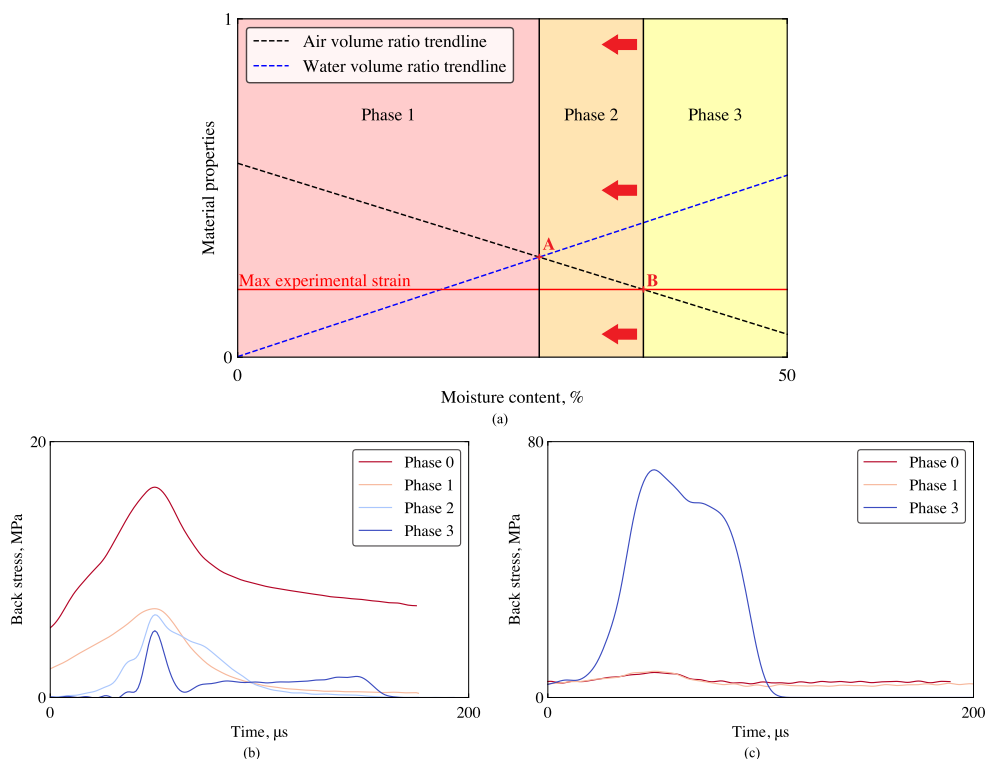 1
Air volume ratio trendline
Water volume ratio trendline
Phase 1
Phase 2
Phase 3
Material properties
A
Max experimental strain
B
0
0
50
Moisture content, %
(a)
20
Phase 0
Phase 1
Phase 2
Phase 3
Back stress, MPa
0
0
200
Time, μs
(b)
80
Phase 0
Phase 1
Phase 3
Back stress, MPa
0
0
200
Time, μs
(c)